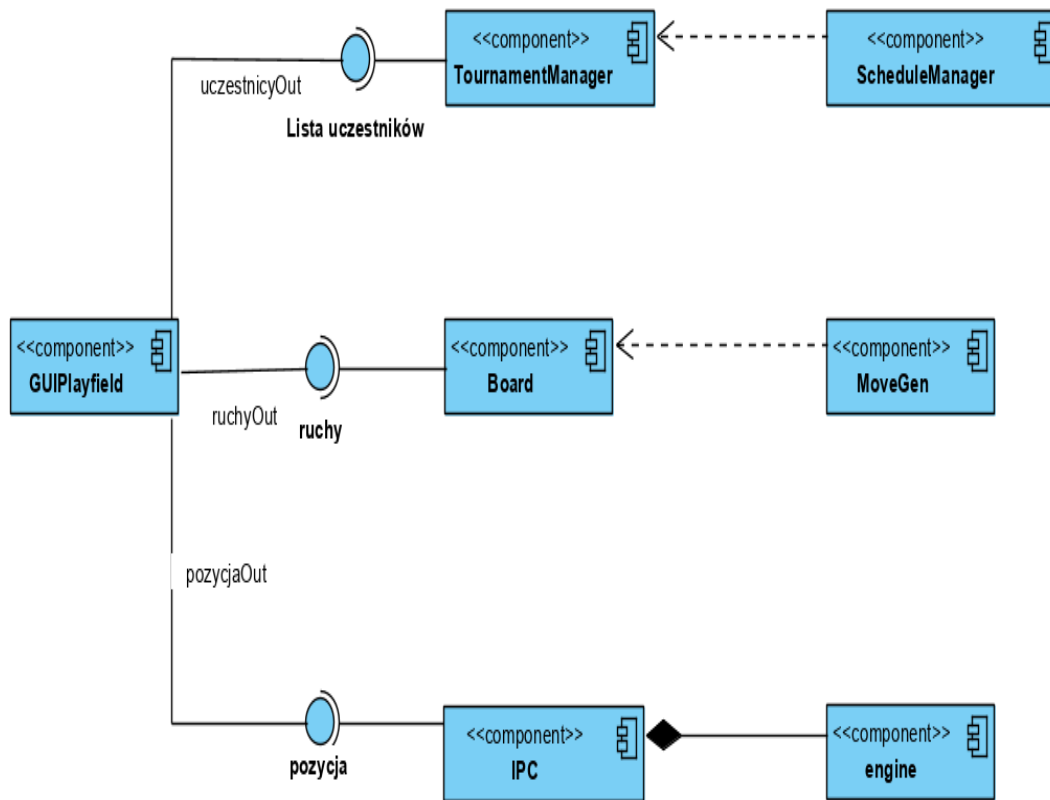 <<component>>
TournamentManager
<<component>>
ScheduleManager
uczestnicyOut
Lista uczestników
<<component>>
GUIPlayfield
<<component>>
Board
<<component>>
MoveGen
ruchyOut
ruchy
pozycjaOut
<<component>>
IPC
<<component>>
engine
pozycja